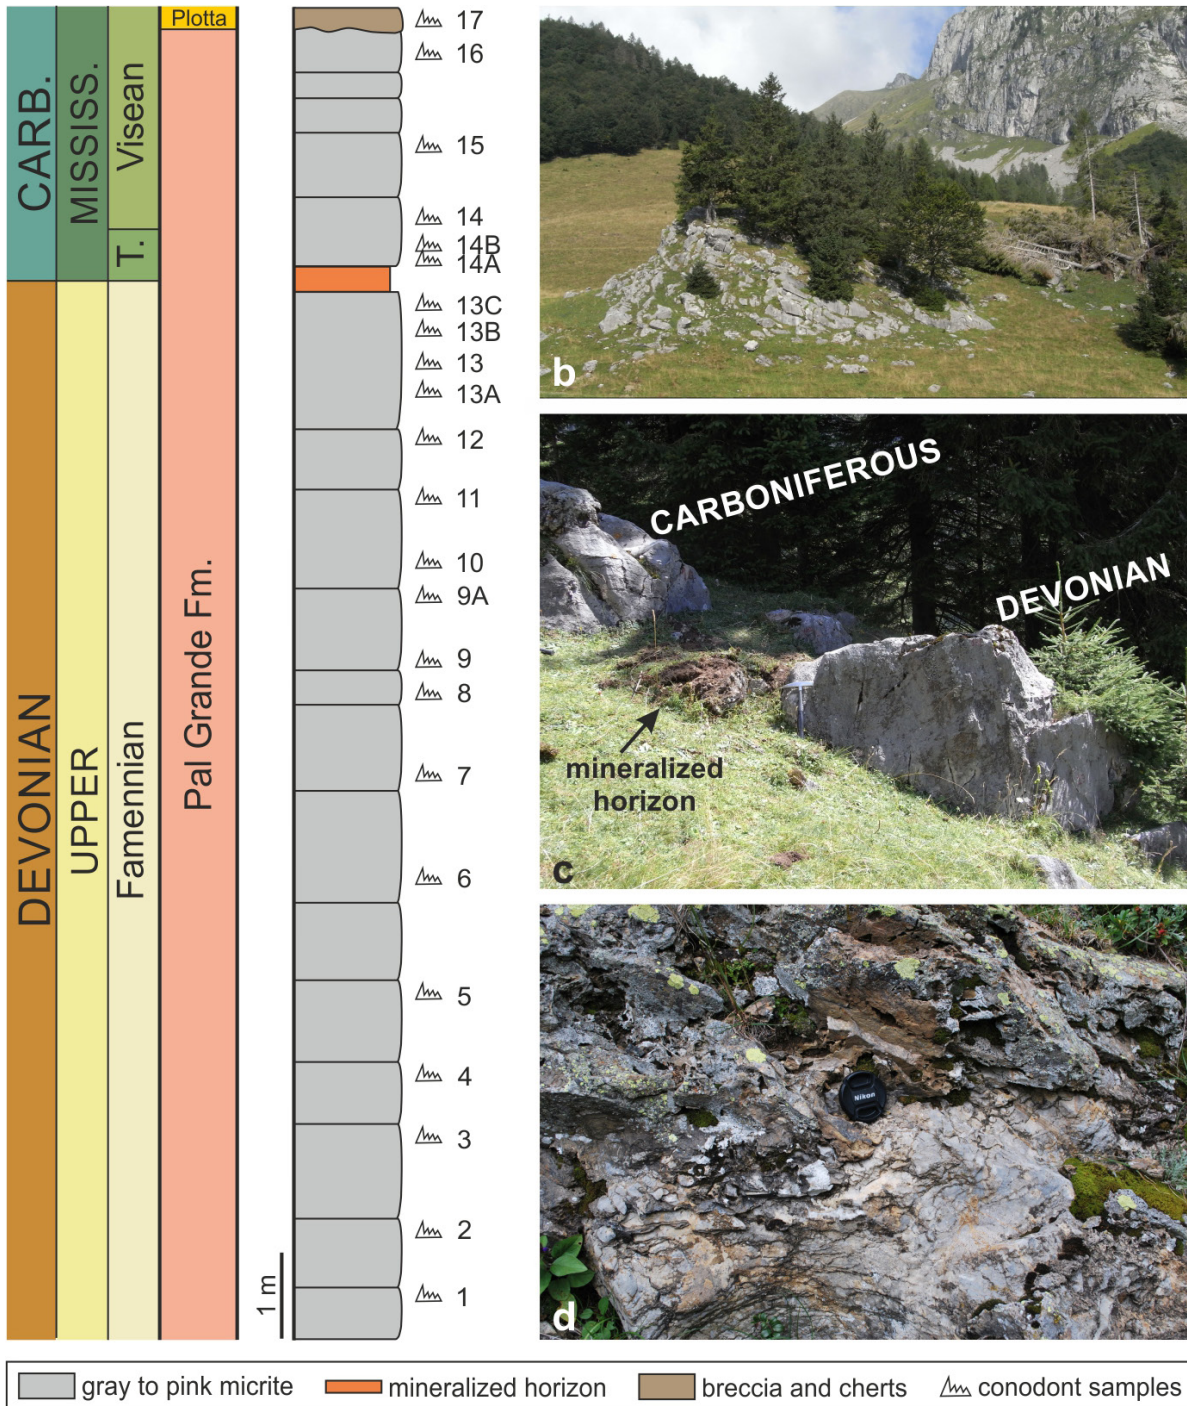 CARB.
MISSISS.
Visean
T.
DEVONIAN
UPPER
Famennian
Plotta
Pal Grande Fm.
17
16
15
14
14B
14A
13C
13B
13
13A
12
11
10
9A
9
8
7
6
5
4
3
2
1
1 m
b
CARBONIFEROUS
DEVONIAN
mineralized
horizon
c
Nikon
d
gray to pink micrite
mineralized horizon
breccia and cherts
conodont samples